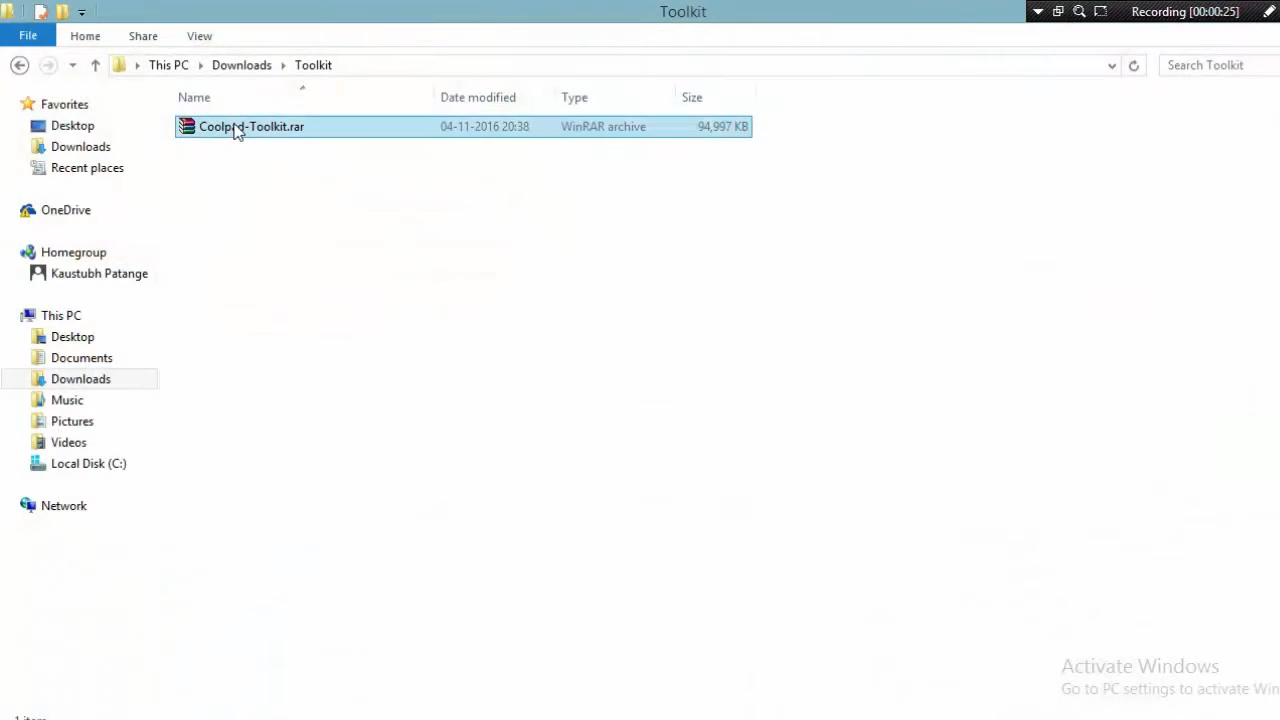 Toolkit
Recording [00:00:25]
File Home Share View
This PC Downloads Toolkit
Search Toolkit
Name Date modified Type Size
Coolpad-Toolkit.rar 04-11-2016 20:38 WinRAR archive 94,997 KB
Favorites
Desktop
Downloads
Recent places
OneDrive
Homegroup
Kaustubh Patange
This PC
Desktop
Documents
Downloads
Music
Pictures
Videos
Local Disk (C:)
Network
Activate Windows
Go to PC settings to activate Win